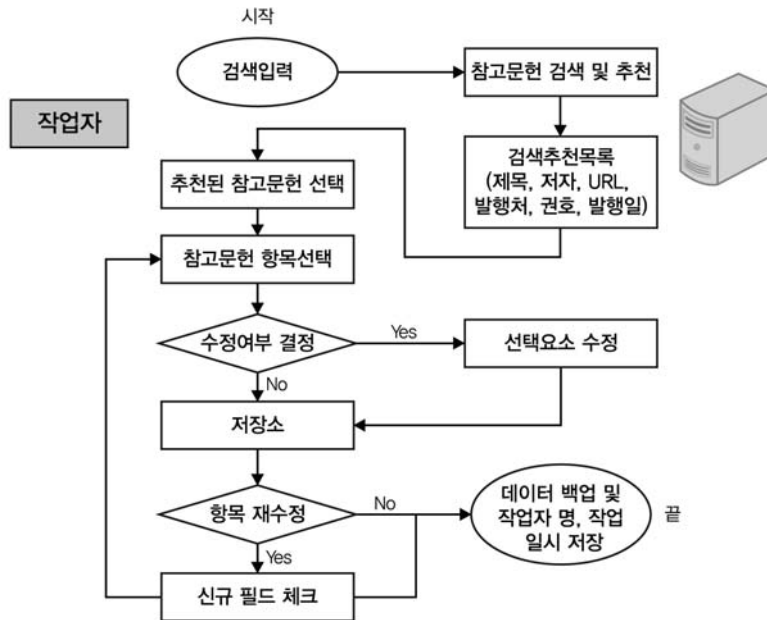 시작
검색입력
참고문헌 검색 및 추천
작업자
검색추천목록
(제목, 저자, URL,
발행처, 권호, 발행일)
추천된 참고문헌 선택
참고문헌 항목선택
수정여부 결정
Yes
선택요소 수정
No
저장소
항목 재수정
No
데이터 백업 및
작업자 명, 작업
일시 저장
끝
Yes
신규 필드 체크